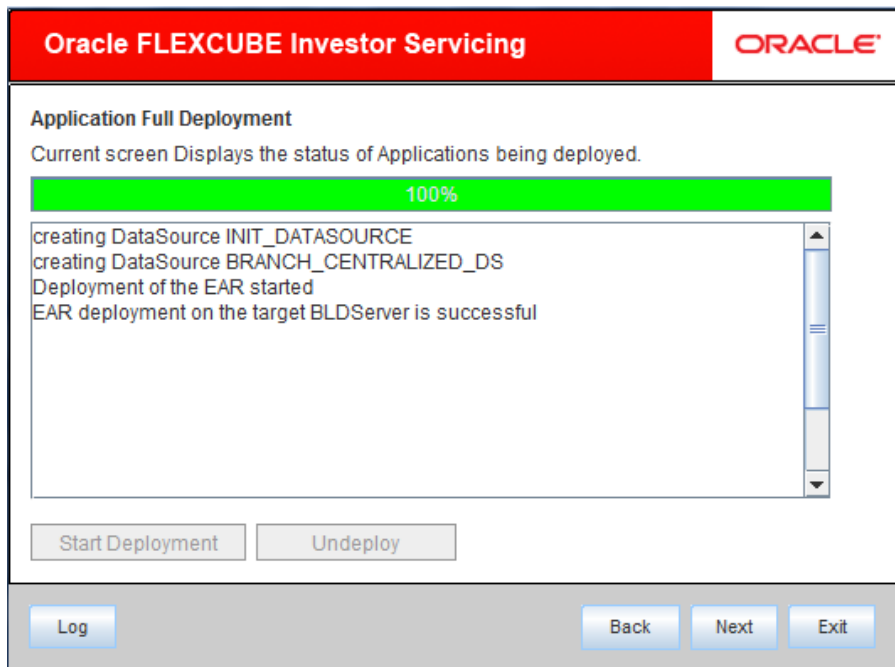 Oracle FLEXCUBE Investor Servicing
ORACLE
Application Full Deployment
Current screen Displays the status of Applications being deployed.
100%
creating DataSource INIT_DATASOURCE
creating DataSource BRANCH_CENTRALIZED_DS
Deployment of the EAR started
EAR deployment on the target BLDServer is successful
Start Deployment
Undeploy
Log
Back
Next
Exit